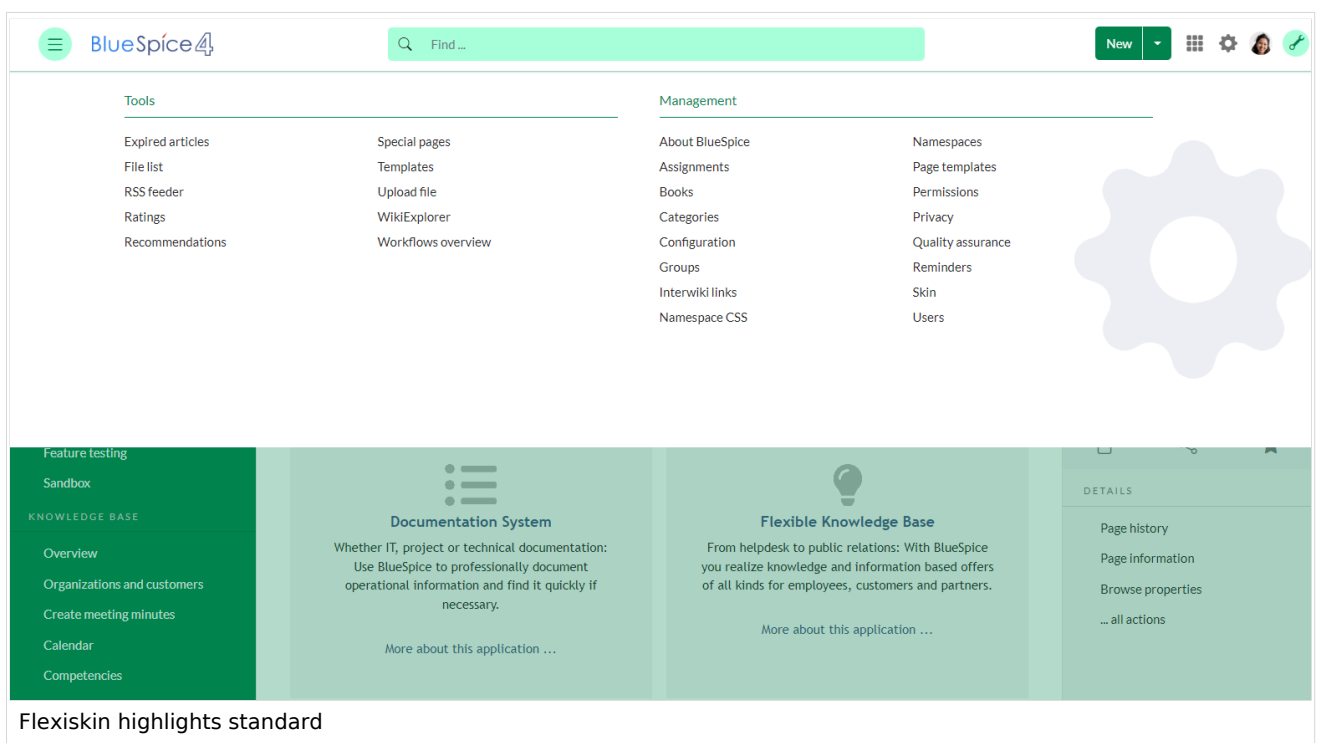 BlueSpice 4
Find ...
New
Tools
Expired articles
File list
RSS feeder
Ratings
Recommendations
Special pages
Templates
Upload file
WikiExplorer
Workflows overview
Management
About BlueSpice
Assignments
Books
Categories
Configuration
Groups
Interwiki links
Namespace CSS
Namespaces
Page templates
Permissions
Privacy
Quality assurance
Reminders
Skin
Users
Feature testing
Sandbox
KNOWLEDGE BASE
Overview
Organizations and customers
Create meeting minutes
Calendar
Competencies
Documentation System
Whether IT, project or technical documentation:
Use BlueSpice to professionally document
operational information and find it quickly if
necessary.
More about this application ...
Flexible Knowledge Base
From helpdesk to public relations: With BlueSpice
you realize knowledge and information based offers
of all kinds for employees, customers and partners.
More about this application ...
DETAILS
Page history
Page information
Browse properties
... all actions
Flexiskin highlights standard